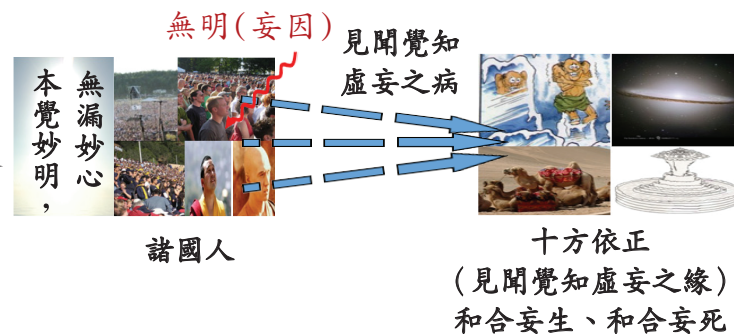 無明(妄因)
見聞覺知
虛妄之病
本覺妙明，
無漏妙心
諸國人
十方依正
(見聞覺知虛妄之緣)
和合妄生、和合妄死